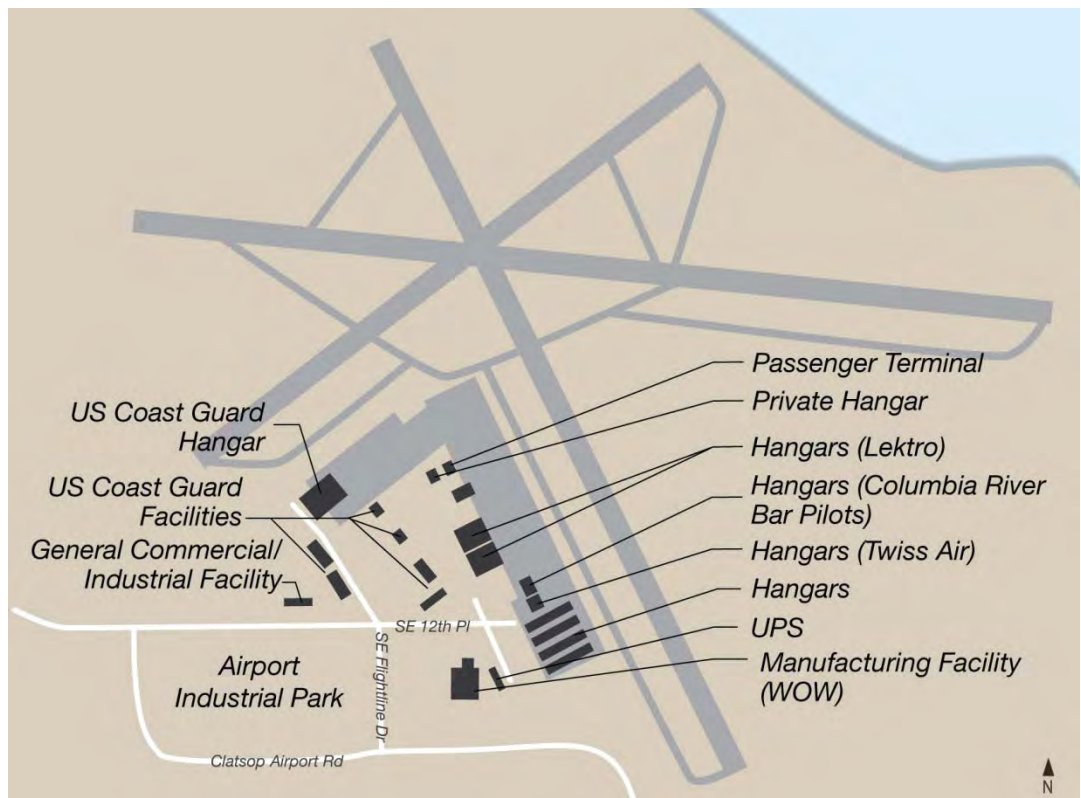 Passenger Terminal
Private Hangar
US Coast Guard
Hangar
Hangars (Lektro)
US Coast Guard
Facilities
Hangars (Columbia River
Bar Pilots)
General Commercial/
Industrial Facility
Hangars (Twiss Air)
Hangars
SE 12th Pl
UPS
Airport
Industrial Park
SE Flightline Dr
Manufacturing Facility
(WOW)
Clatsop Airport Rd
N